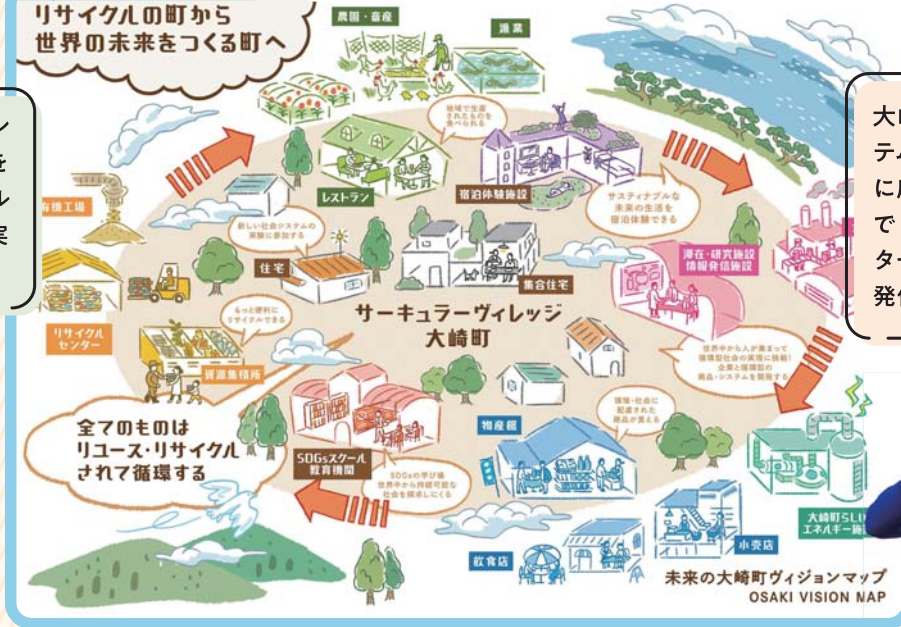 リサイクルの町から
世界の未来をつくる町へ
農園・畜産
漁業
地域で生産
されたものを
食べられる
レストラン
宿泊体験施設
サスティナブルな
未来の生活を
宿泊体験できる
有機工場
新しい社会システムの
実験に参加する
住宅
集合住宅
滞在・研究施設
情報発信施設
サーキュラーヴィレッジ
大崎町
リサイクル
センター
もっと便利に
リサイクルできる
資源集積所
世界中から人が集まって
循環型社会の実現に挑戦!
企業と循環型の
商品・システムを開発する
環境・社会に
配慮された
商品が買える
物産館
全てのものは
リユース・リサイクル
されて循環する
SDGsスクール
教育機関
SDGsの学び場
世界中から持続可能な
社会を探求しにくる
大崎町らしい
エネルギー施
飲食店
小売店
未来の大崎町ヴィジョンマップ
OSAKI VISION MAP
ン
を
ル
実
テ
に
で
ター
発